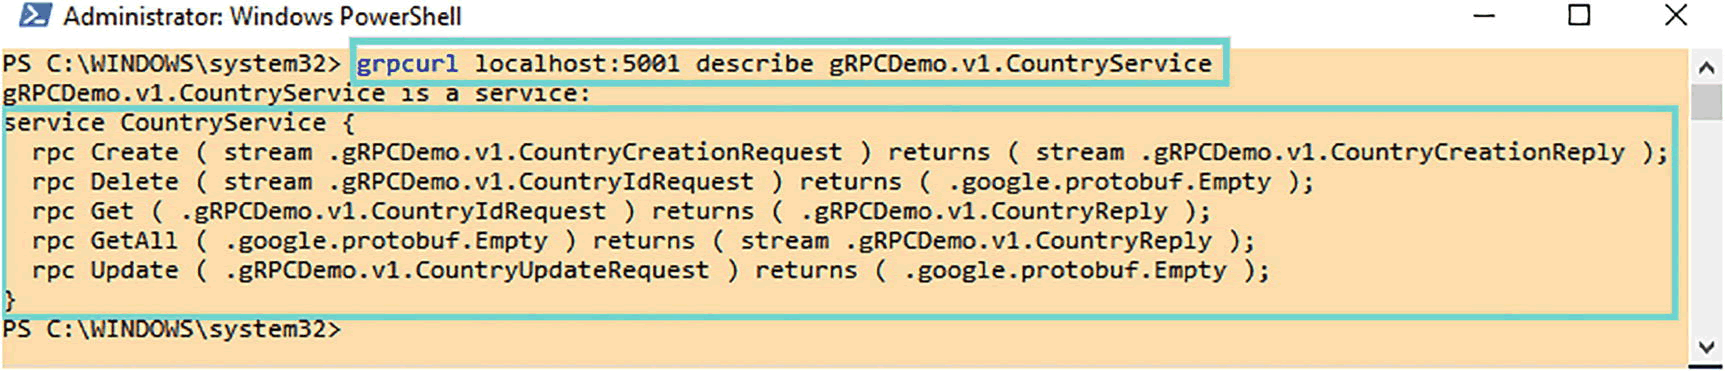 Administrator: Windows PowerShell
PS C:\WINDOWS\system32> grpcurl localhost:5001 describe gRPCDemo.v1.CountryService
gRPCDemo.v1.CountryService is a service:
service CountryService {
  rpc Create ( stream .gRPCDemo.v1.CountryCreationRequest ) returns ( stream .gRPCDemo.v1.CountryCreationReply );
  rpc Delete ( stream .gRPCDemo.v1.CountryIdRequest ) returns ( .google.protobuf.Empty );
  rpc Get ( .gRPCDemo.v1.CountryIdRequest ) returns ( .gRPCDemo.v1.CountryReply );
  rpc GetAll ( .google.protobuf.Empty ) returns ( stream .gRPCDemo.v1.CountryReply );
  rpc Update ( .gRPCDemo.v1.CountryUpdateRequest ) returns ( .google.protobuf.Empty );
}
PS C:\WINDOWS\system32>